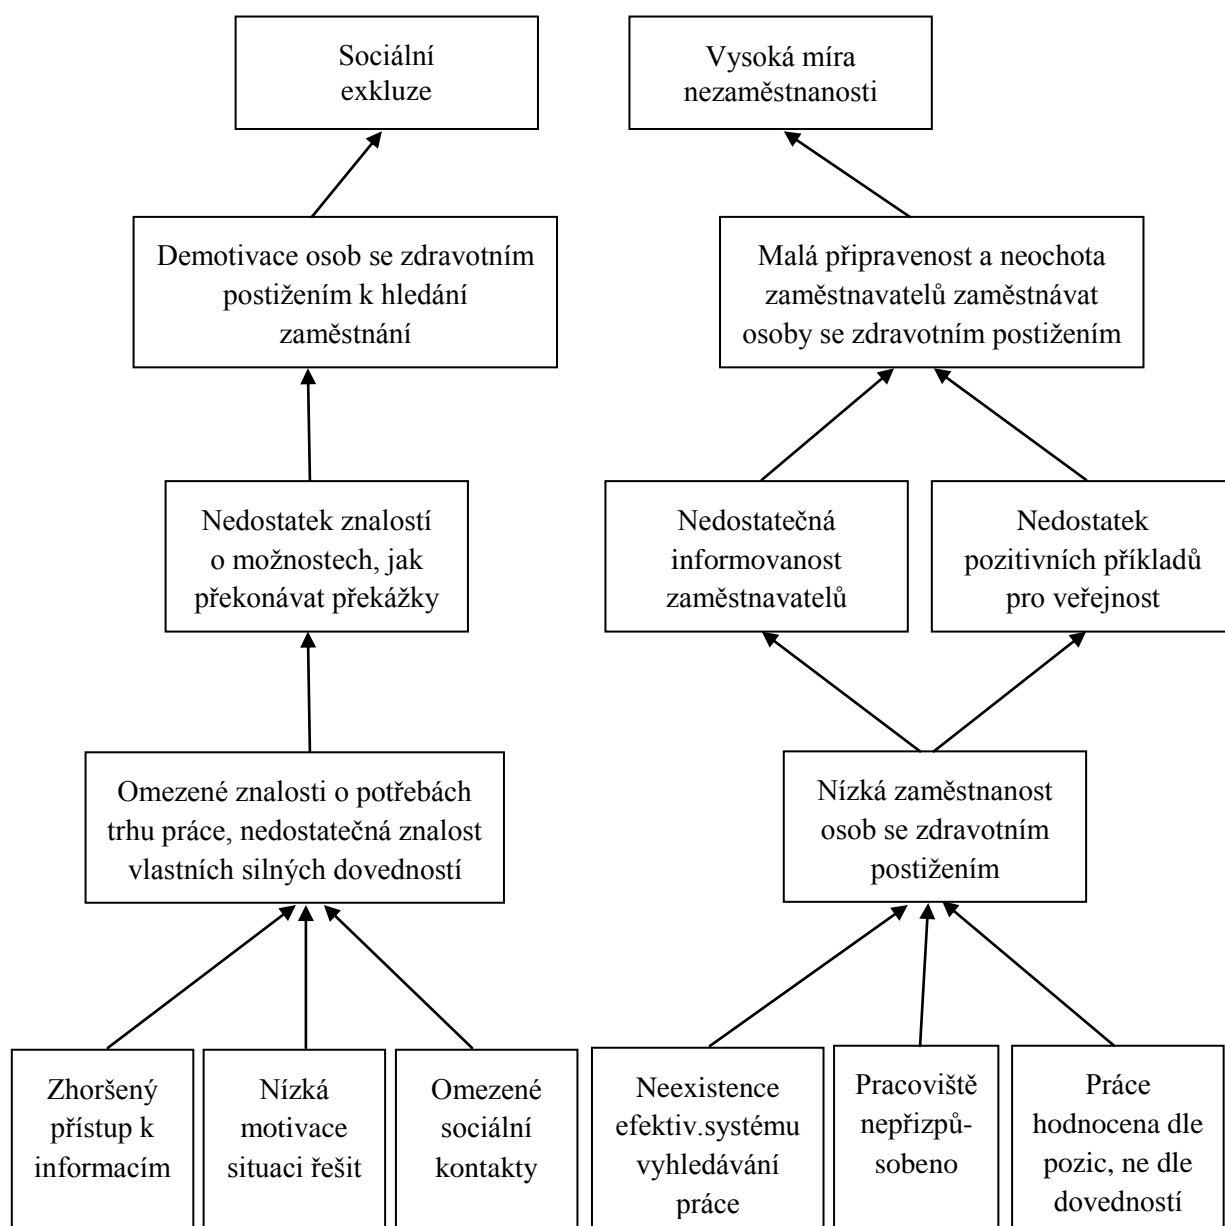 Sociální
exkluze
Vysoká míra
nezaměstnanosti
Demotivace osob se zdravotním
postižením k hledání
zaměstnání
Malá připravenost a neochota
zaměstnavatelů zaměstnávat
osoby se zdravotním postižením
Nedostatek znalostí
o možnostech, jak
překonávat překážky
Nedostatečná
informovanost
zaměstnavatelů
Nedostatek
pozitivních příkladů
pro veřejnost
Omezené znalosti o potřebách
trhu práce, nedostatečná znalost
vlastních silných dovedností
Nízká zaměstnanost
osob se zdravotním
postižením
Zhoršený
přístup k
informacím
Nízká
motivace
situaci řešit
Omezené
sociální
kontakty
Neexistence
efektiv.systému
vyhledávání
práce
Pracoviště
nepřizpů-
sobeno
Práce
hodnocena dle
pozic, ne dle
dovedností